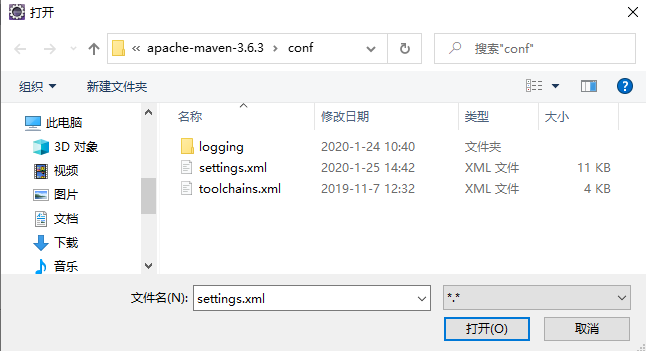 打开
« apache-maven-3.6.3 › conf
搜索"conf"
组织 新建文件夹
名称 修改日期 类型 大小
此电脑
3D 对象
视频
图片
文档
下载
音乐
logging 2020-1-24 10:40 文件夹
settings.xml 2020-1-25 14:42 XML 文件 11 KB
toolchains.xml 2019-11-7 12:32 XML 文件 4 KB
文件名(N): settings.xml *.*
打开(O) 取消